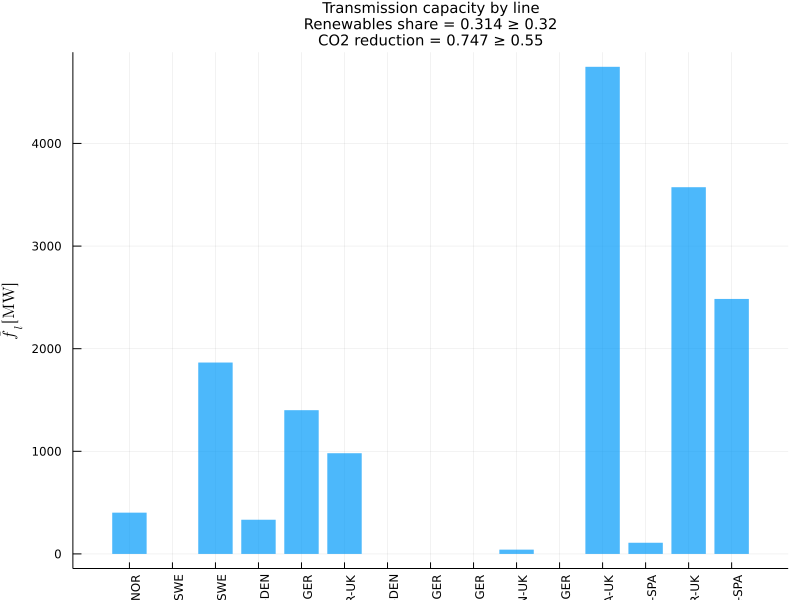 Transmission capacity by line
Renewables share = 0.314 ≥ 0.32
CO2 reduction = 0.747 ≥ 0.55
4000
3000
2000
1000
0
f̄_l [MW]
NOR
SWE
SWE
DEN
GER
R-UK
DEN
GER
GER
N-UK
GER
A-UK
-SPA
R-UK
-SPA